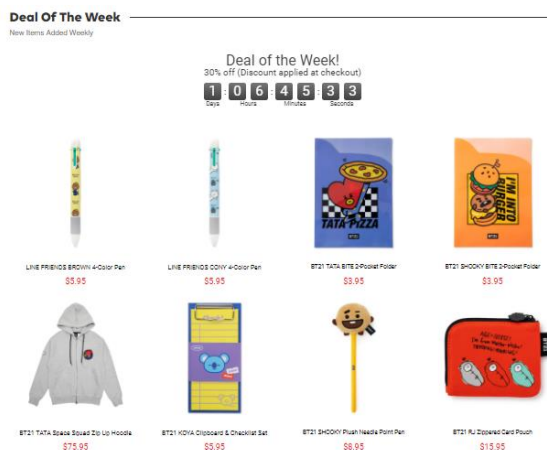 Deal Of The Week
New Items Added Weekly
Deal of the Week!
30% off (Discount applied at checkout)
1 : 0 6 : 4 5 : 3 3
Days Hours Minutes Seconds
TATA PIZZA
BT21
I'M INTO
BURGER
BT21
LINE FRIENDS BROWN 4-Color Pen
$5.95
LINE FRIENDS CONY 4-Color Pen
$5.95
BT21 TATA BITE 2-Pocket Folder
$3.95
BT21 SHOOKY BITE 2-Pocket Folder
$3.95
BT21 TATA Space Squad Zip Up Hoodie
$75.95
BT21 KOYA Clipboard & Checklist Set
$5.95
BT21 SHOOKY Plush Needle Point Pen
$8.95
BT21 RJ Zippered Card Pouch
$15.95